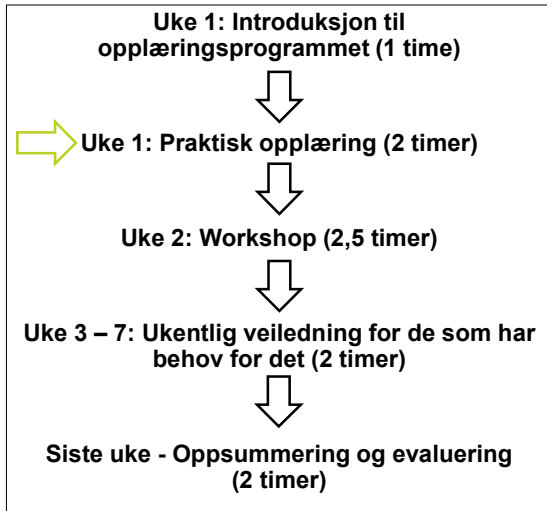 Uke 1: Introduksjon til
opplæringsprogrammet (1 time)
Uke 1: Praktisk opplæring (2 timer)
Uke 2: Workshop (2,5 timer)
Uke 3 – 7: Ukentlig veiledning for de som har
behov for det (2 timer)
Siste uke - Oppsummering og evaluering
(2 timer)